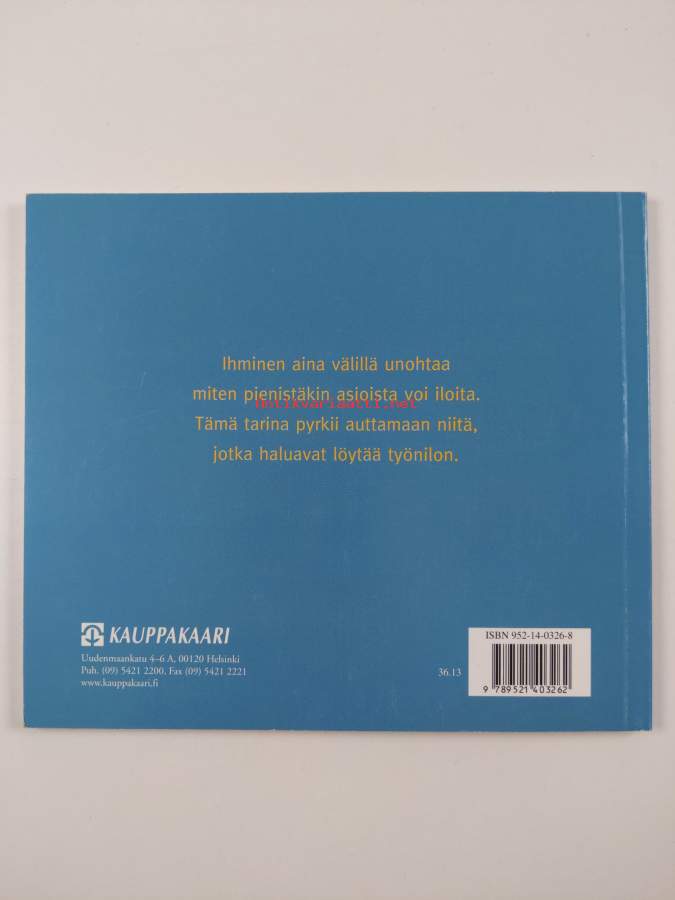 Ihminen aina välillä unohtaa
miten pienistäkin asioista voi iloita.
antikvariaatti.net
Tämä tarina pyrkii auttamaan niitä,
jotka haluavat löytää työnilon.
KAUPPAKAARI
Uudenmaankatu 4–6 A, 00120 Helsinki
Puh. (09) 5421 2200, Fax (09) 5421 2221
www.kauppakaari.fi
36.13
ISBN 952-14-0326-8
9 789521 403262